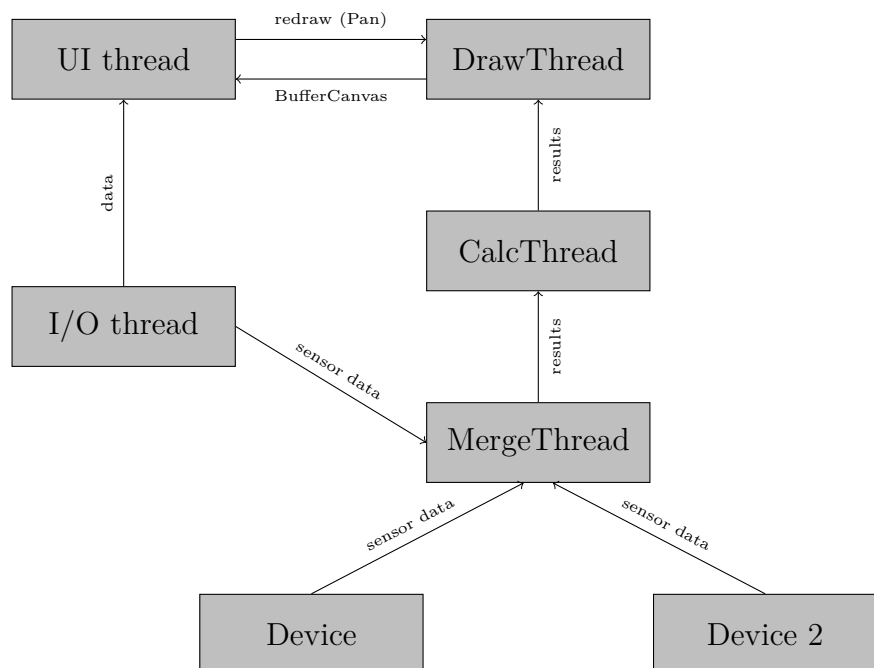 redraw (Pan)
UI thread
DrawThread
BufferCanvas
data
results
CalcThread
I/O thread
sensor data
results
MergeThread
sensor data
sensor data
Device
Device 2